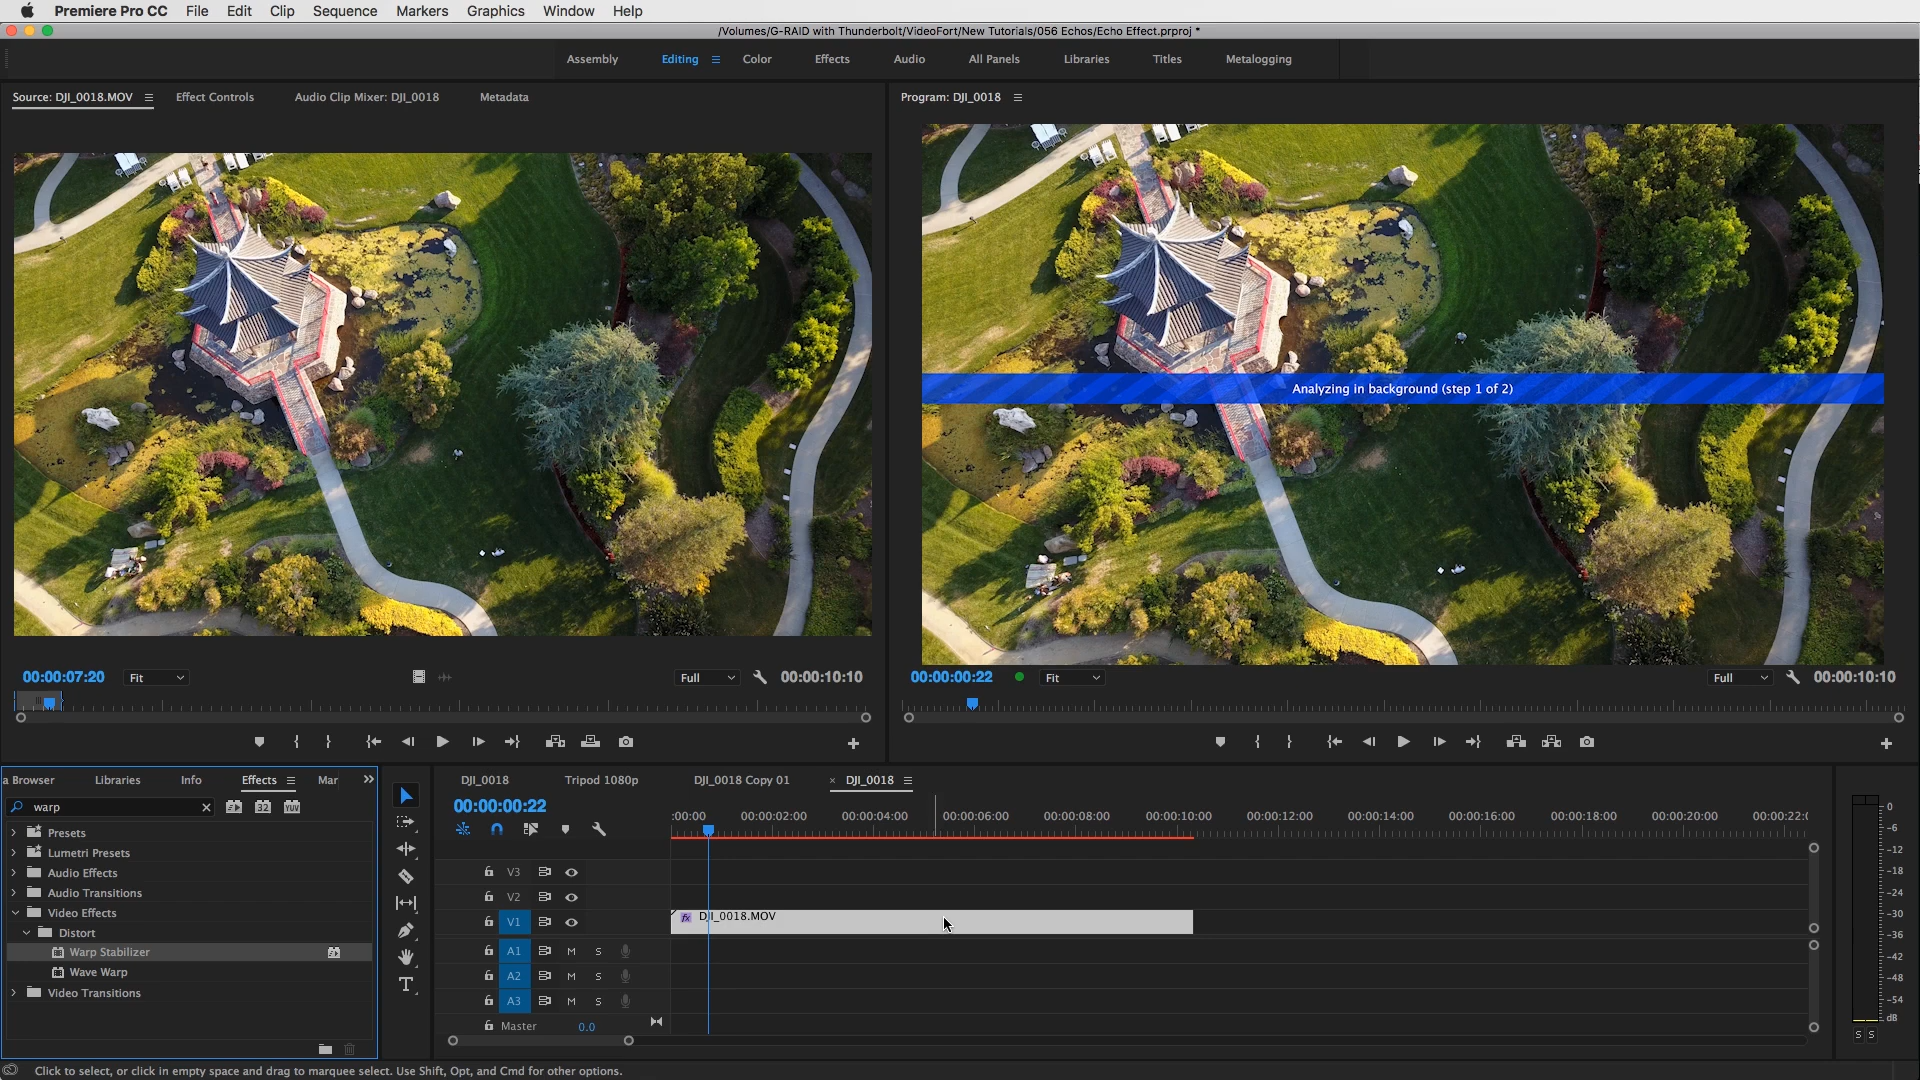 Premiere Pro CC File Edit Clip Sequence Markers Graphics Window Help
/Volumes/G-RAID with Thunderbolt/VideoFort/New Tutorials/056 Echos/Echo Effect.prproj *
Assembly Editing Color Effects Audio All Panels Libraries Titles Metalogging
Source: DJI_0018.MOV Effect Controls Audio Clip Mixer: DJI_0018 Metadata
Program: DJI_0018
Analyzing in background (step 1 of 2)
00:00:07:20 Fit Full 00:00:10:10
00:00:00:22 Fit Full 00:00:10:10
a Browser Libraries Info Effects Mar
warp
32 YUV
Presets
Lumetri Presets
Audio Effects
Audio Transitions
Video Effects
Distort
Warp Stabilizer
Wave Warp
Video Transitions
DJI_0018 Tripod 1080p DJI_0018 Copy 01 × DJI_0018
00:00:00:22
:00:00 00:00:02:00 00:00:04:00 00:00:06:00 00:00:08:00 00:00:10:00 00:00:12:00 00:00:14:00 00:00:16:00 00:00:18:00 00:00:20:00 00:00:22:0
V3
V2
V1 fx DJI_0018.MOV
A1 M S
A2 M S
A3 M S
Master 0.0
0
-6
-12
-18
-24
-30
-36
-42
-48
-54
dB
S S
Click to select, or click in empty space and drag to marquee select. Use Shift, Opt, and Cmd for other options.